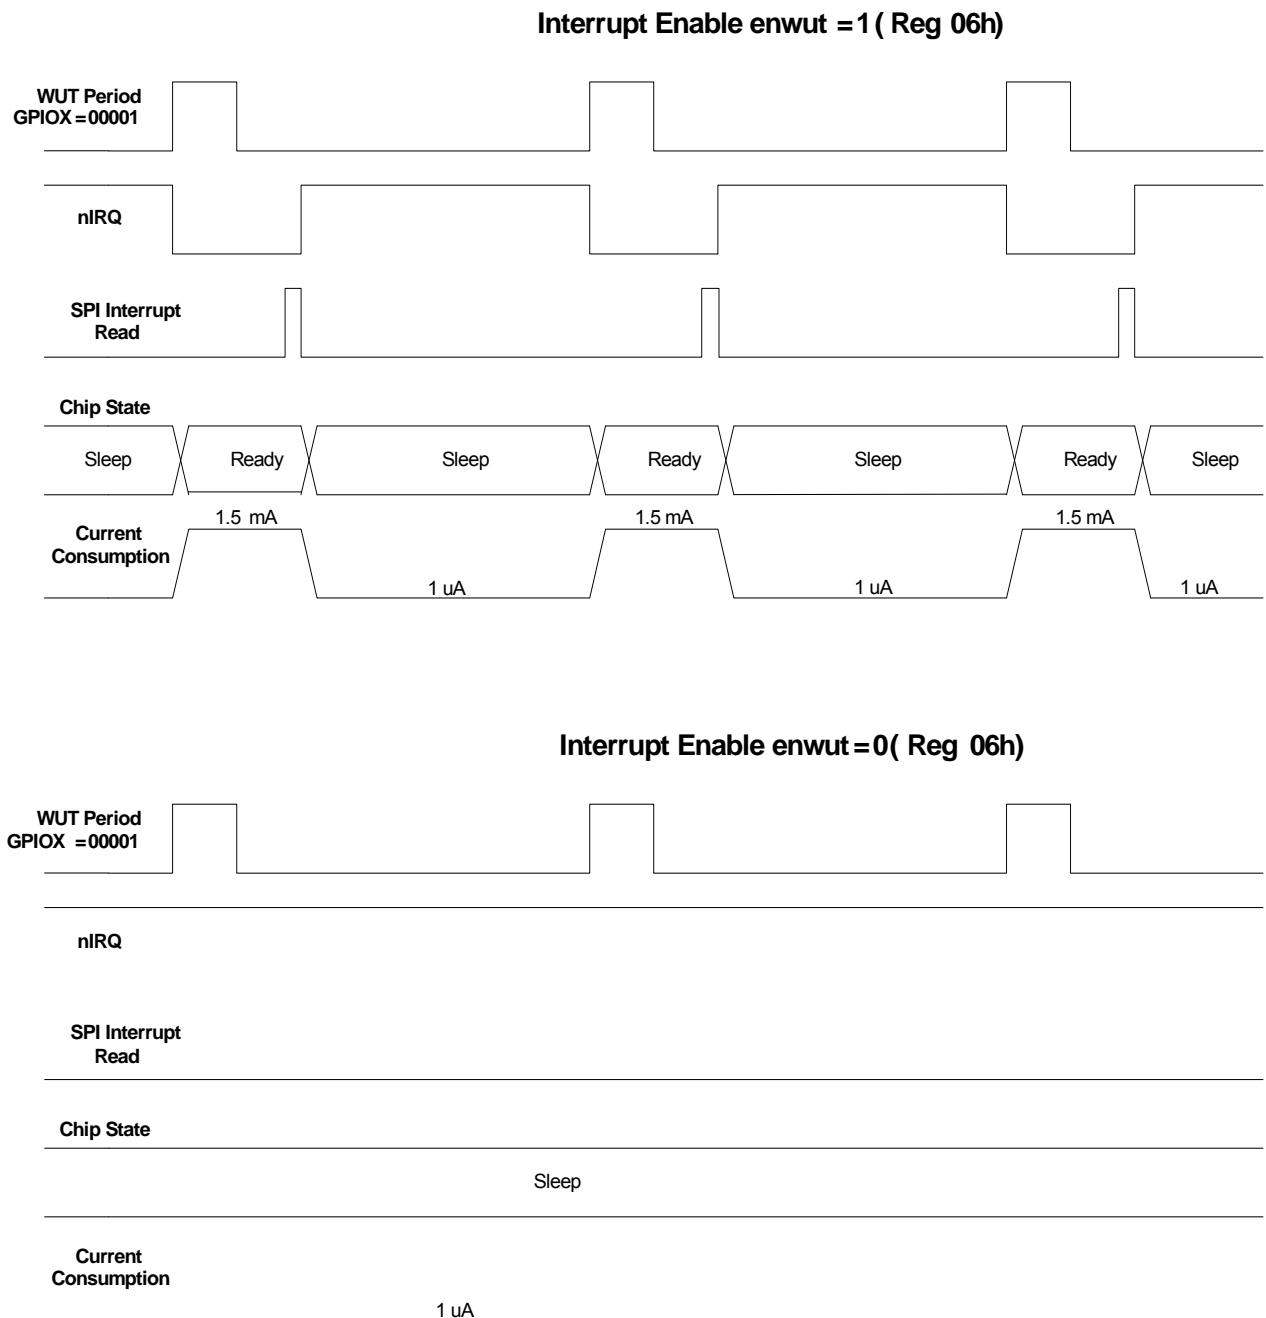 Interrupt Enable enwut =1 ( Reg 06h)
WUT Period
GPIOX =00001
nIRQ
SPI Interrupt
Read
Chip State
Sleep Ready Sleep Ready Sleep Ready Sleep
1.5 mA 1.5 mA 1.5 mA
Current
Consumption
1 uA 1 uA 1 uA
Interrupt Enable enwut =0 ( Reg 06h)
WUT Period
GPIOX =00001
nIRQ
SPI Interrupt
Read
Chip State
Sleep
Current
Consumption
1 uA